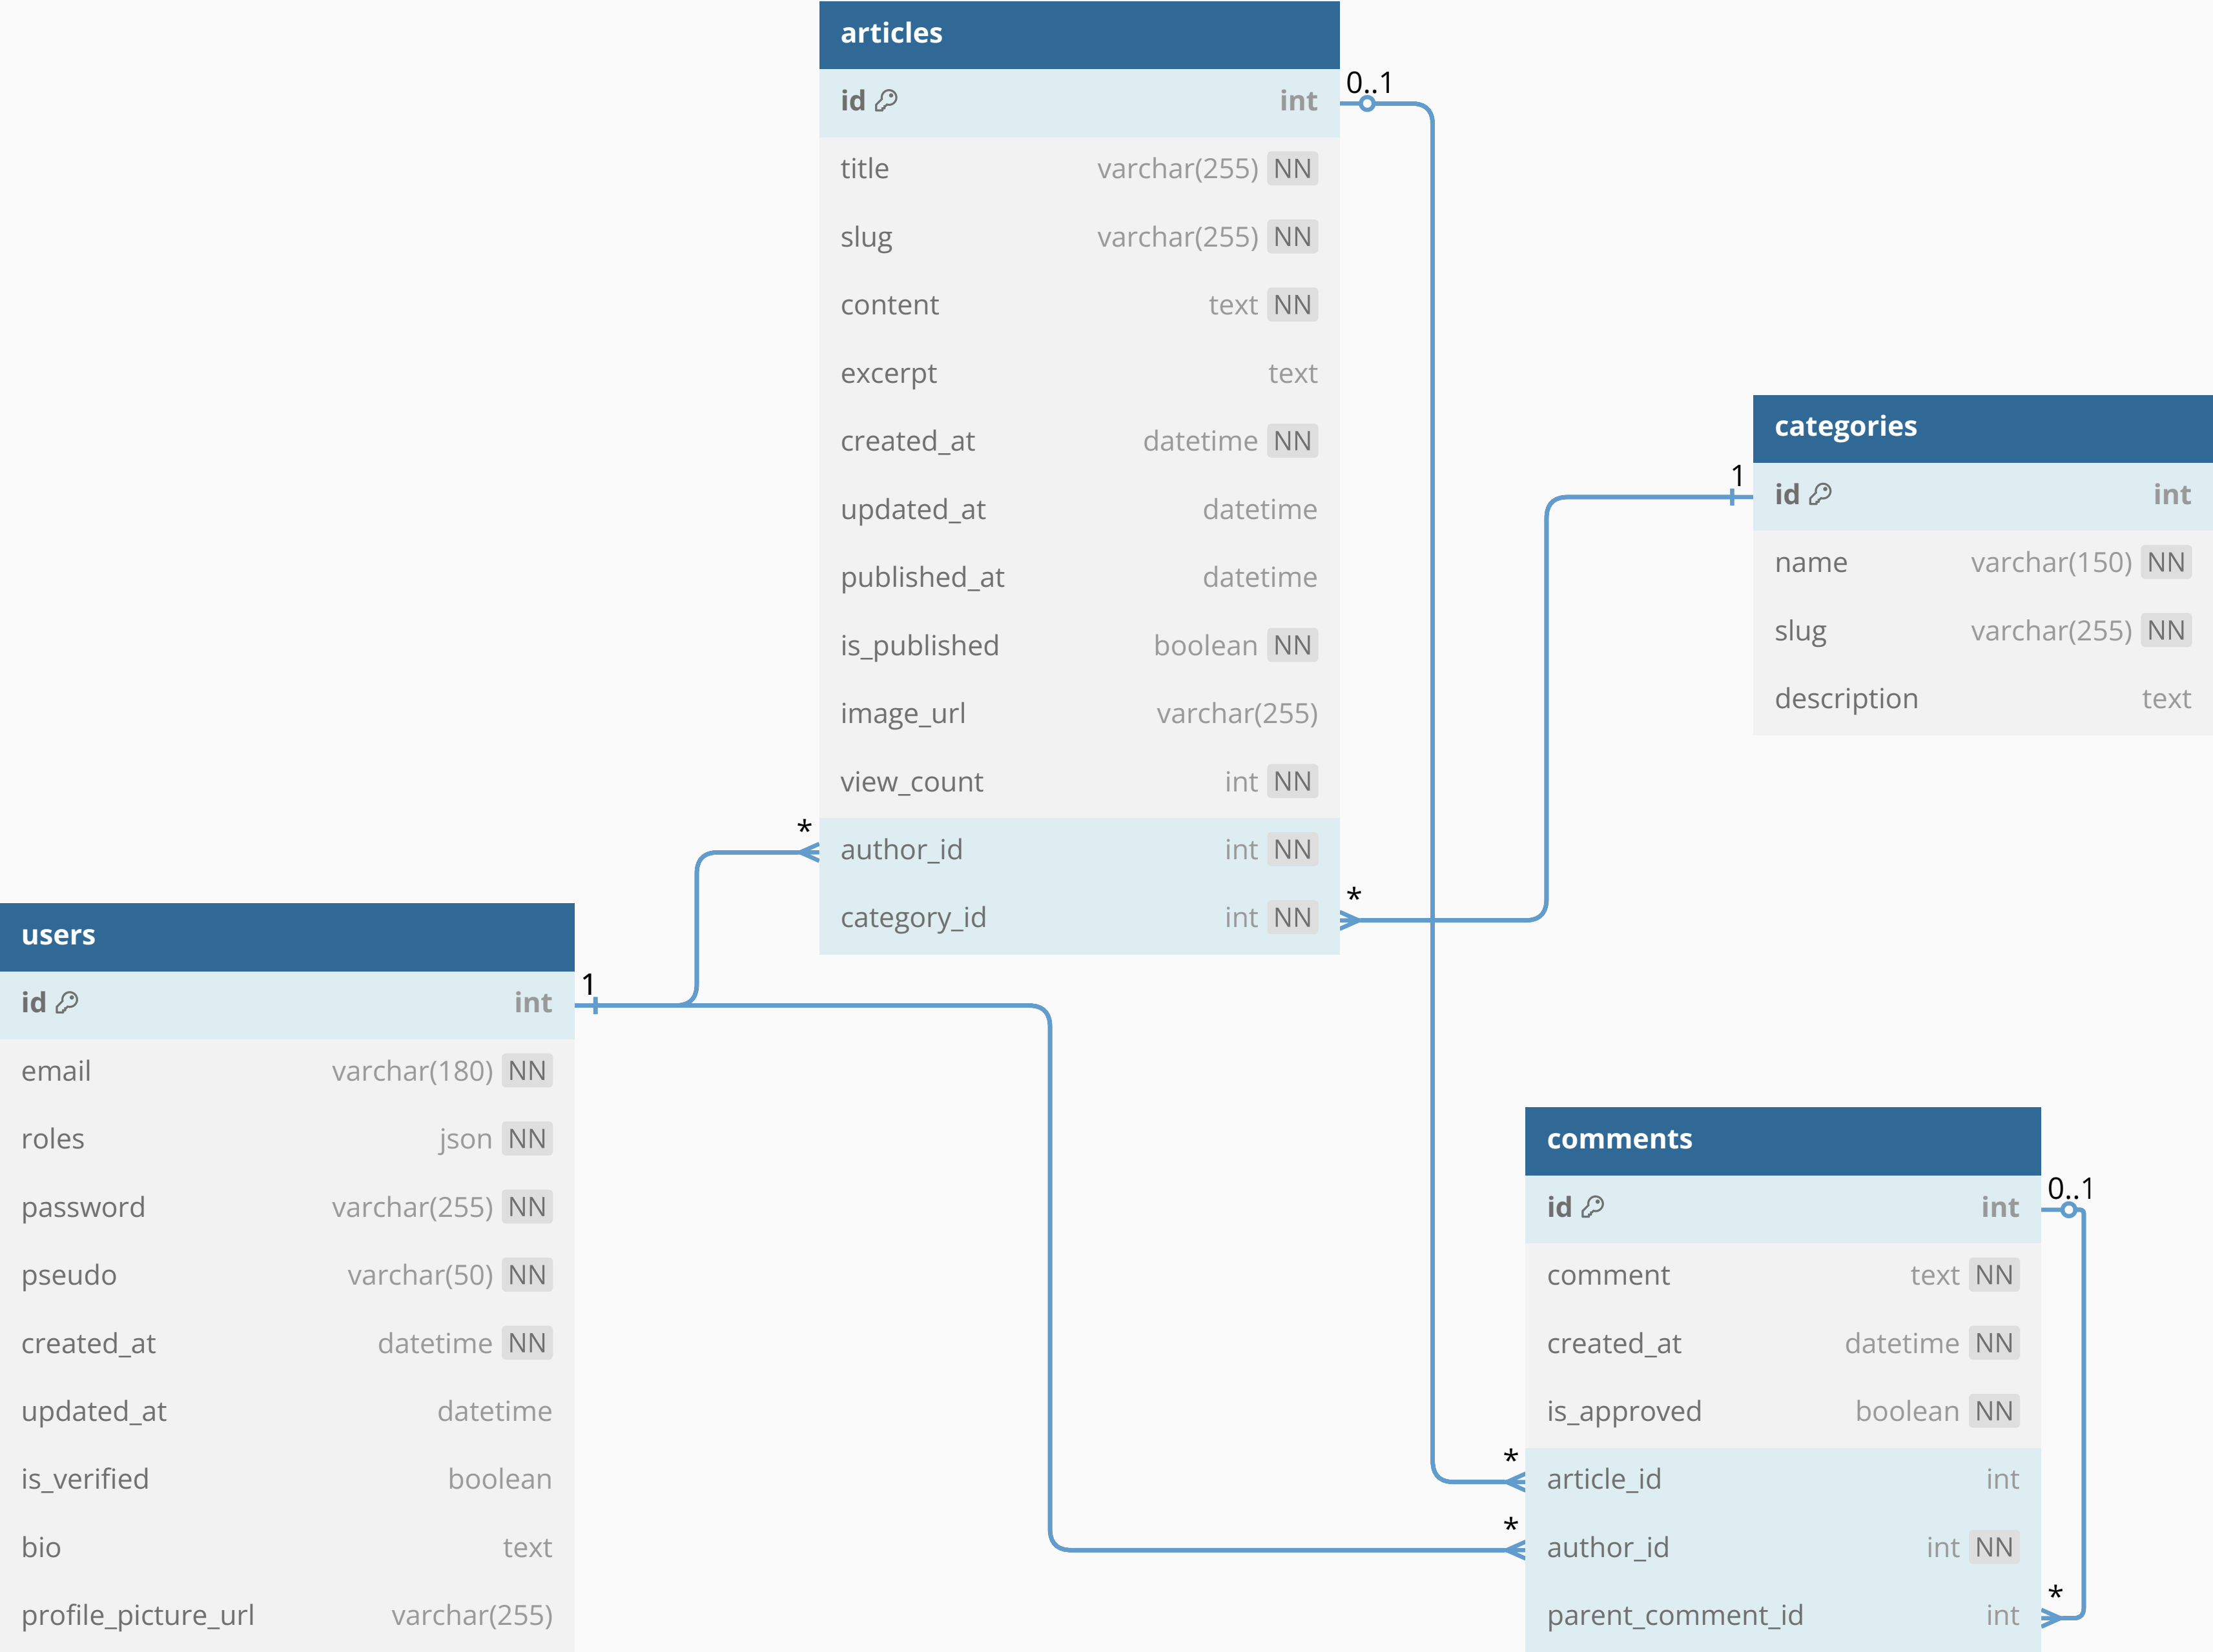 articles
id int
title varchar(255) NN
slug varchar(255) NN
content text NN
excerpt text
created_at datetime NN
updated_at datetime
published_at datetime
is_published boolean NN
image_url varchar(255)
view_count int NN
author_id int NN
category_id int NN
0..1
*
*
categories
1
id int
name varchar(150) NN
slug varchar(255) NN
description text
users
1
id int
email varchar(180) NN
roles json NN
password varchar(255) NN
pseudo varchar(50) NN
created_at datetime NN
updated_at datetime
is_verified boolean
bio text
profile_picture_url varchar(255)
comments
0..1
id int
comment text NN
created_at datetime NN
is_approved boolean NN
*
article_id int
*
author_id int NN
*
parent_comment_id int